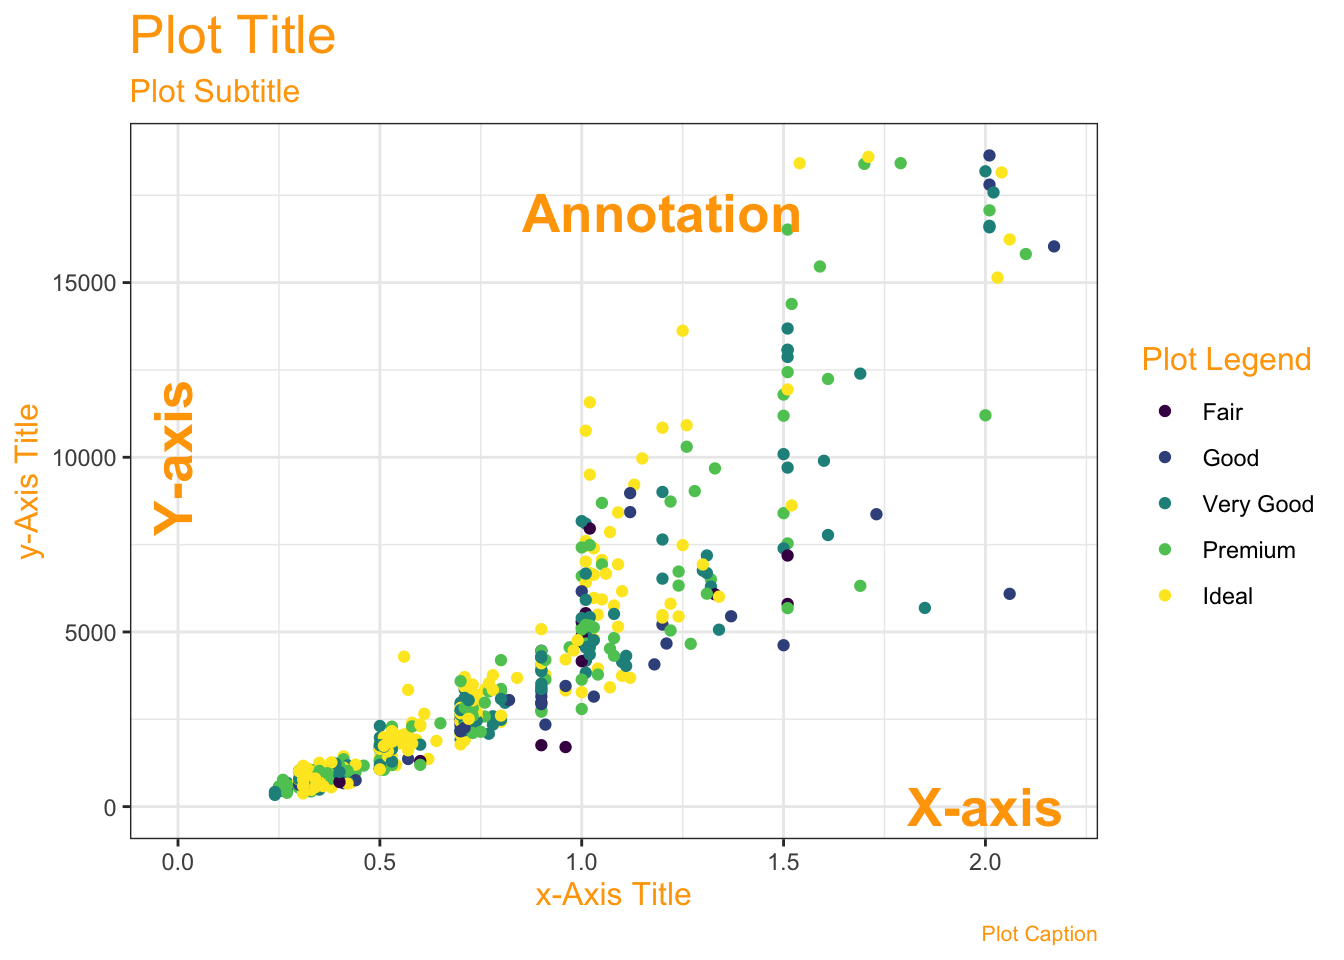 Plot Title
Plot Subtitle
Annotation
15000
10000
5000
0
y-Axis Title
Y-axis
X-axis
0.0 0.5 1.0 1.5 2.0
x-Axis Title
Plot Caption
Plot Legend
Fair
Good
Very Good
Premium
Ideal